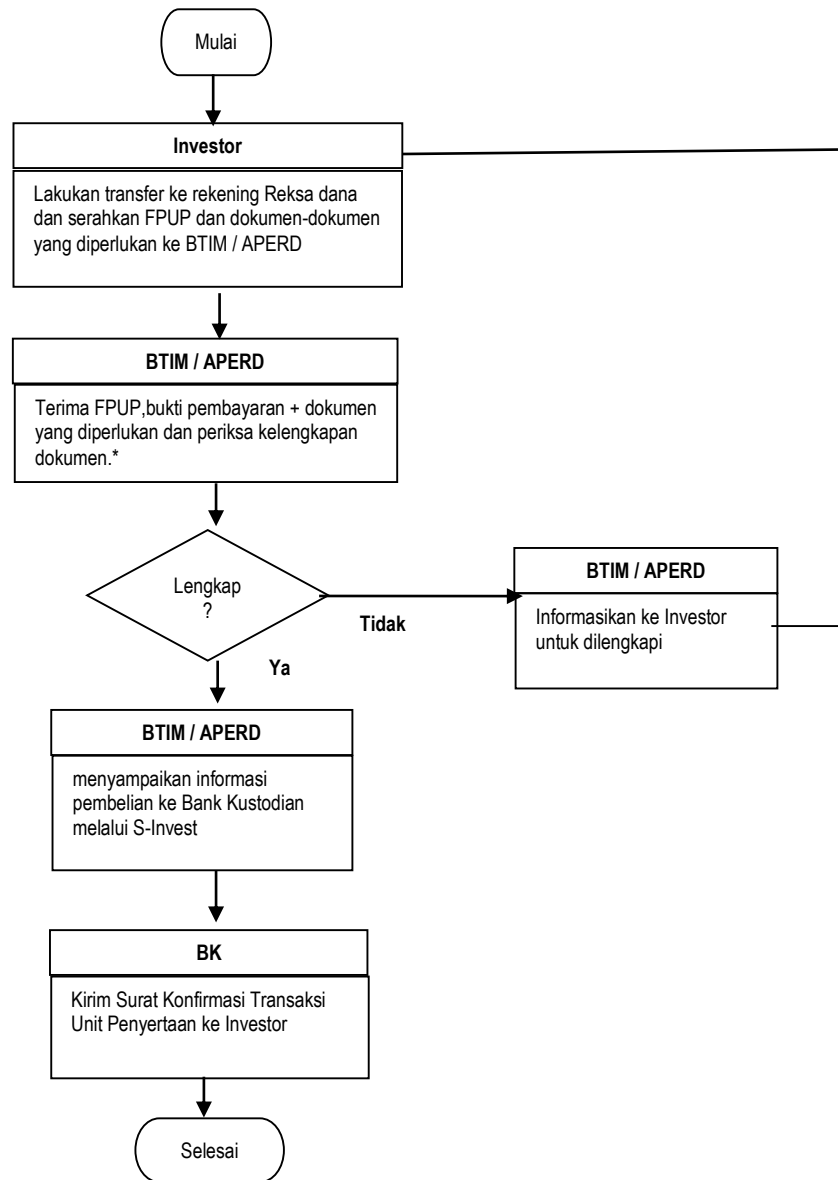 Mulai
Investor
Lakukan transfer ke rekening Reksa dana
dan serahkan FPUP dan dokumen-dokumen
yang diperlukan ke BTIM / APERD
BTIM / APERD
Terima FPUP,bukti pembayaran + dokumen
yang diperlukan dan periksa kelengkapan
dokumen.*
Lengkap
?
Tidak
BTIM / APERD
Informasikan ke Investor
untuk dilengkapi
Ya
BTIM / APERD
menyampaikan informasi
pembelian ke Bank Kustodian
melalui S-Invest
BK
Kirim Surat Konfirmasi Transaksi
Unit Penyertaan ke Investor
Selesai